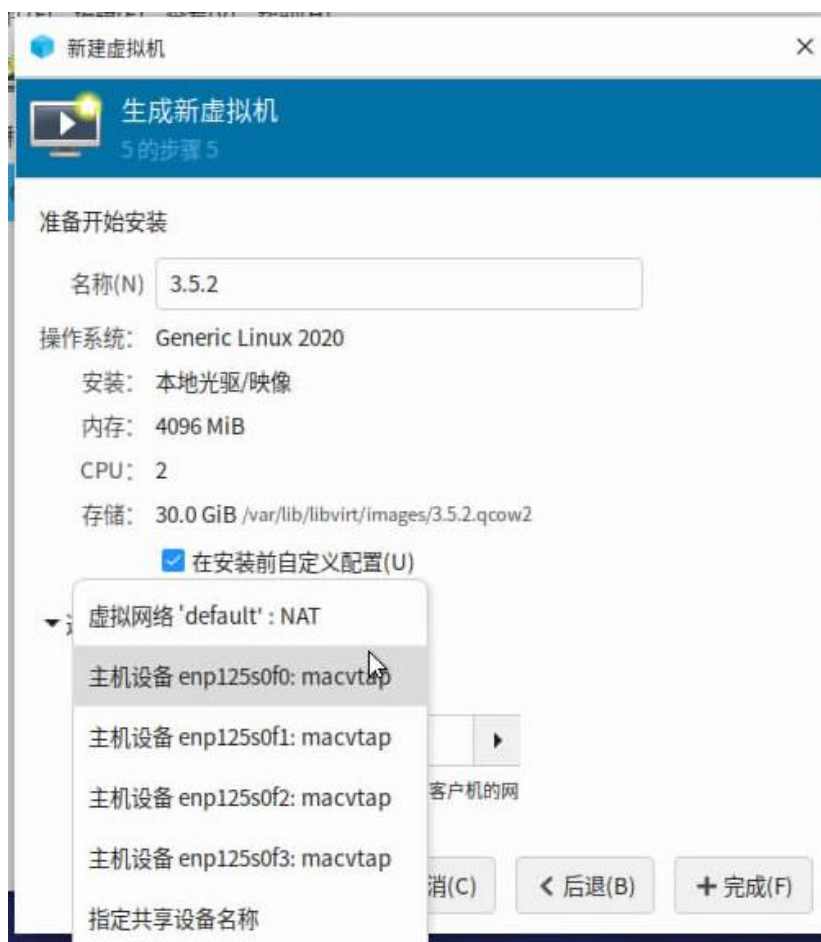 新建虚拟机
生成新虚拟机
5 的步骤 5
准备开始安装
名称(N) 3.5.2
操作系统： Generic Linux 2020
安装： 本地光驱/映像
内存： 4096 MiB
CPU： 2
存储： 30.0 GiB /var/lib/libvirt/images/3.5.2.qcow2
在安装前自定义配置(U)
虚拟网络 'default' : NAT
主机设备 enp125s0f0: macvtap
主机设备 enp125s0f1: macvtap
客户机的网
主机设备 enp125s0f2: macvtap
主机设备 enp125s0f3: macvtap
消(C) 后退(B) 完成(F)
指定共享设备名称